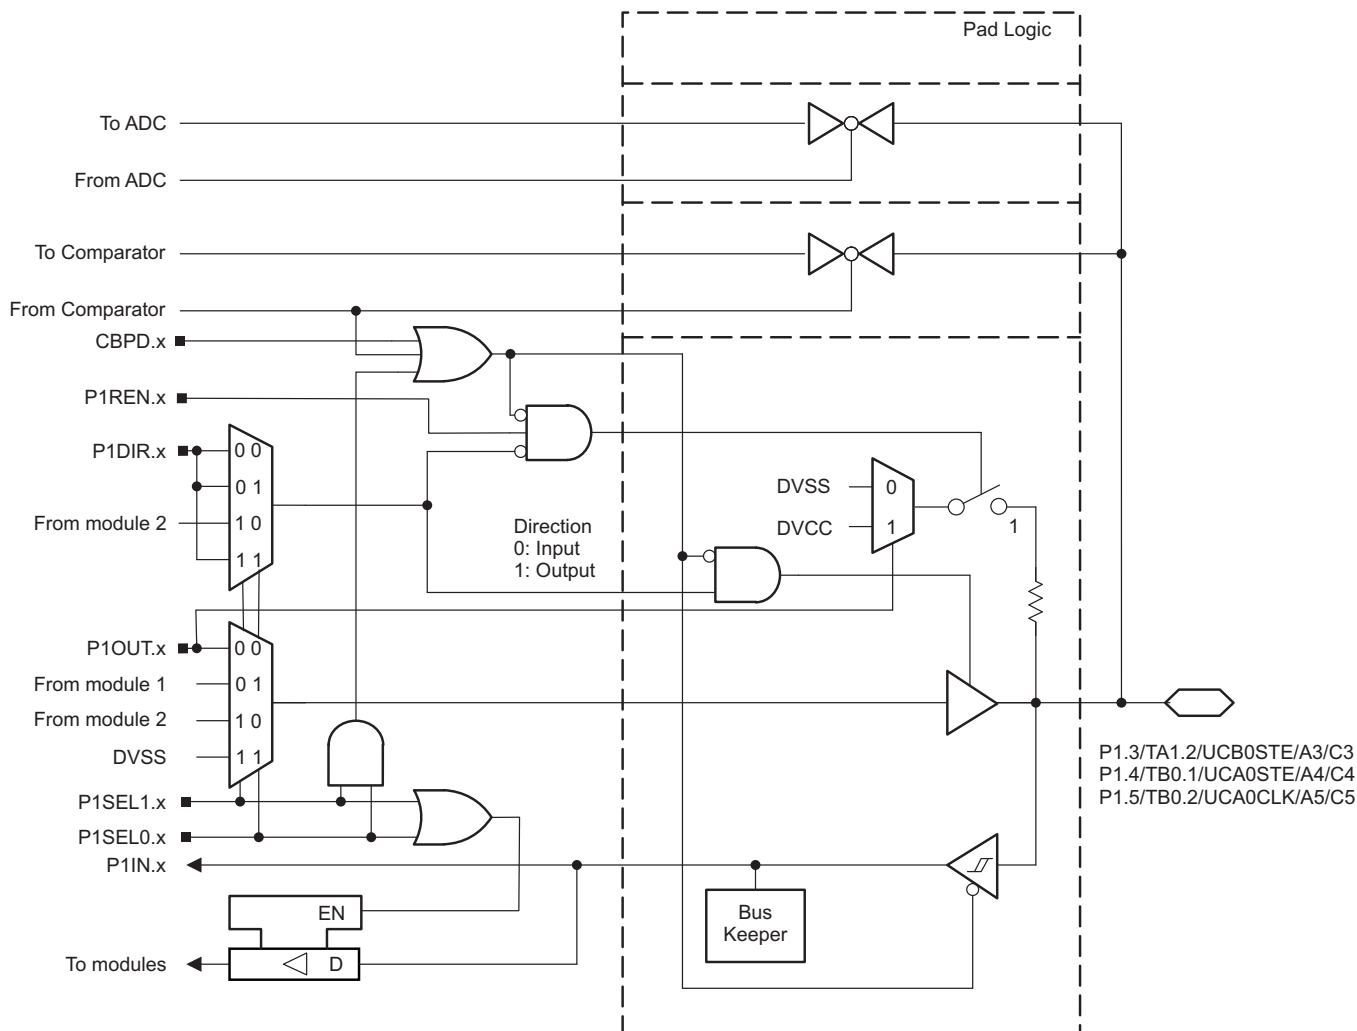 Pad Logic
To ADC
From ADC
To Comparator
From Comparator
CBPD.x
P1REN.x
P1DIR.x
0 0
0 1
From module 2
1 0
1 1
Direction
0: Input
1: Output
DVSS
0
DVCC
1
1
P1OUT.x
0 0
From module 1
0 1
From module 2
1 0
DVSS
1 1
P1SEL1.x
P1SEL0.x
P1IN.x
P1.3/TA1.2/UCB0STE/A3/C3
P1.4/TB0.1/UCA0STE/A4/C4
P1.5/TB0.2/UCA0CLK/A5/C5
EN
Bus
Keeper
To modules
D